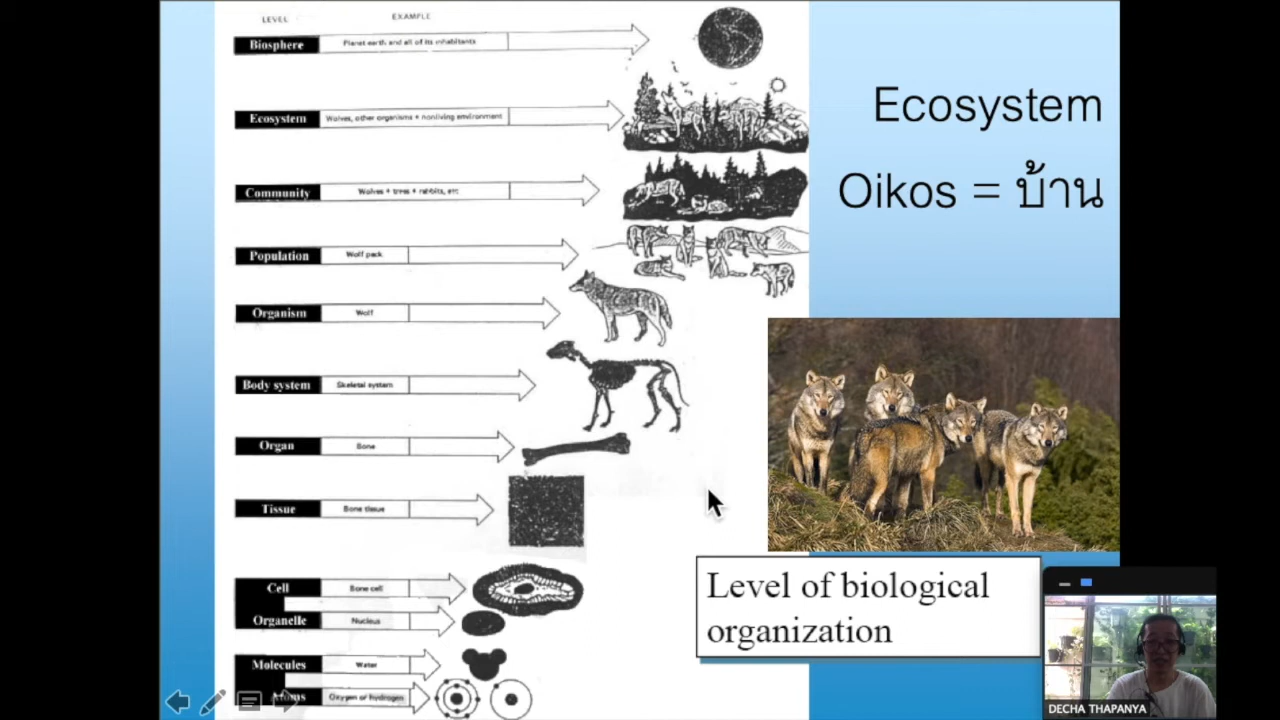 LEVEL EXAMPLE
Biosphere Planet earth and all of its inhabitants
Ecosystem Wolves, other organisms + nonliving environment
Community Wolves + trees + rabbits, etc
Population Wolf pack
Organism Wolf
Body system Skeletal system
Organ Bone
Tissue Bone tissue
Cell Bone cell
Organelle Nucleus
Molecules Water
Oxygen or hydrogen
Ecosystem
Oikos = บ้าน
Level of biological
organization
DECHA THAPANYA